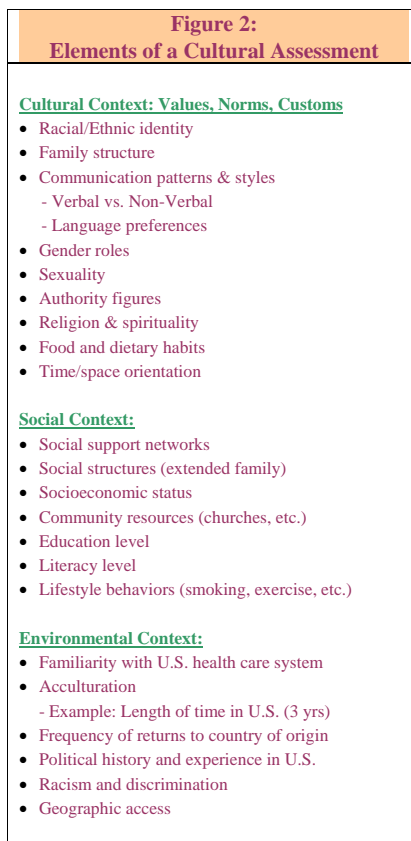 Figure 2:
Elements of a Cultural Assessment
Cultural Context: Values, Norms, Customs
• Racial/Ethnic identity
• Family structure
• Communication patterns & styles
- Verbal vs. Non-Verbal
- Language preferences
• Gender roles
• Sexuality
• Authority figures
• Religion & spirituality
• Food and dietary habits
• Time/space orientation
Social Context:
• Social support networks
• Social structures (extended family)
• Socioeconomic status
• Community resources (churches, etc.)
• Education level
• Literacy level
• Lifestyle behaviors (smoking, exercise, etc.)
Environmental Context:
• Familiarity with U.S. health care system
• Acculturation
- Example: Length of time in U.S. (3 yrs)
• Frequency of returns to country of origin
• Political history and experience in U.S.
• Racism and discrimination
• Geographic access